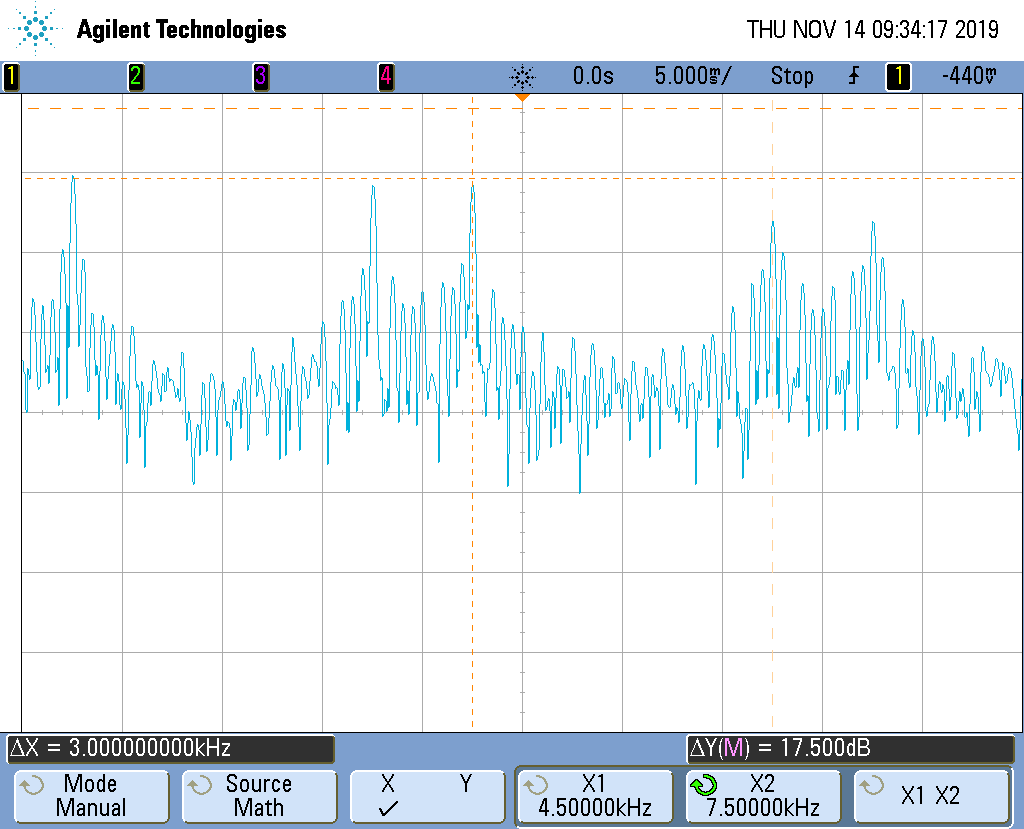 Agilent Technologies THU NOV 14 09:34:17 2019
1 2 3 4 0.0s 5.000㎳/ Stop 1 -440㎷
ΔX = 3.000000000kHz ΔY(M) = 17.500dB
Mode Source X Y X1 X2 X1 X2
Manual Math ✓ 4.50000kHz 7.50000kHz